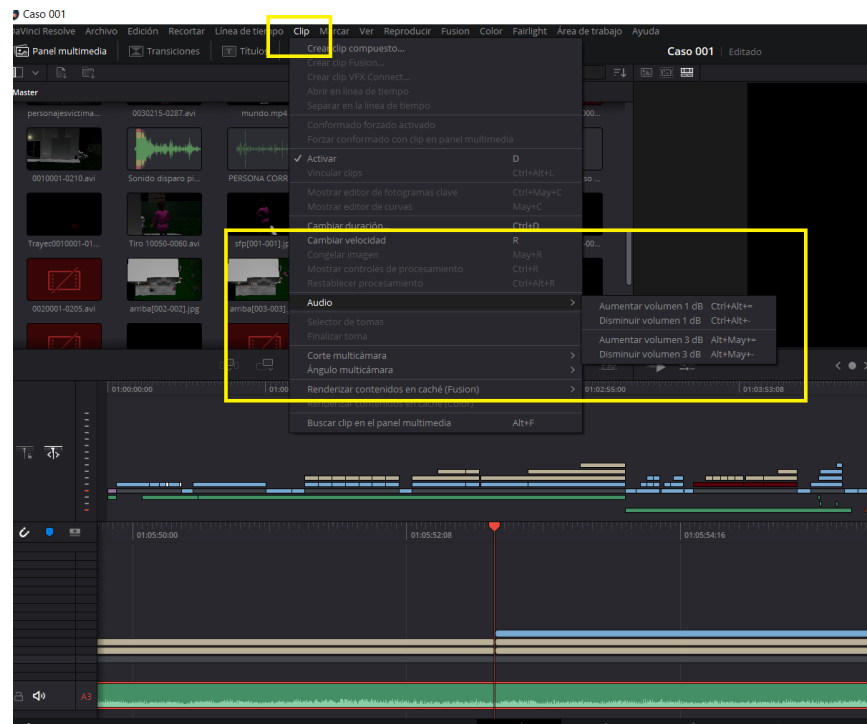 Caso 001
DaVinci Resolve Archivo Edición Recortar Línea de tiempo Clip Marcar Ver Reproducir Fusion Color Fairlight Área de trabajo Ayuda
Panel multimedia Transiciones Títulos Caso 001 Editado
Master
personajesvictima... 0030215-0287.avi mundo.mp4
0010001-0210.avi Sonido disparo pi... PERSONA CORR
Trayec0010001-01... Tiro 10050-0060.avi sfp[001-001].jp
0020001-0205.avi arriba[002-002].jpg arriba[003-003].
Crear clip compuesto...
Crear clip Fusion...
Crear clip VFX Connect...
Abrir en línea de tiempo
Separar en la línea de tiempo
Conformado forzado activado
Forzar conformado con clip en panel multimedia
Activar D
Vincular clips Ctrl+Alt+L
Mostrar editor de fotogramas clave Ctrl+May+C
Mostrar editor de curvas May+C
Cambiar duración... Ctrl+D
Cambiar velocidad R
Congelar imagen May+R
Mostrar controles de procesamiento Ctrl+R
Restablecer procesamiento Ctrl+Alt+R
Audio
Selector de tomas
Finalizar toma
Corte multicámara
Ángulo multicámara
Renderizar contenidos en caché (Fusion)
Renderizar contenidos en caché (Color)
Buscar clip en el panel multimedia Alt+F
Aumentar volumen 1 dB Ctrl+Alt+=
Disminuir volumen 1 dB Ctrl+Alt+-
Aumentar volumen 3 dB Alt+May+=
Disminuir volumen 3 dB Alt+May+-
01:00:00:00 01:00 01:02:55:00 01:03:53:08
01:05:50:00 01:05:52:08 01:05:54:16
A3